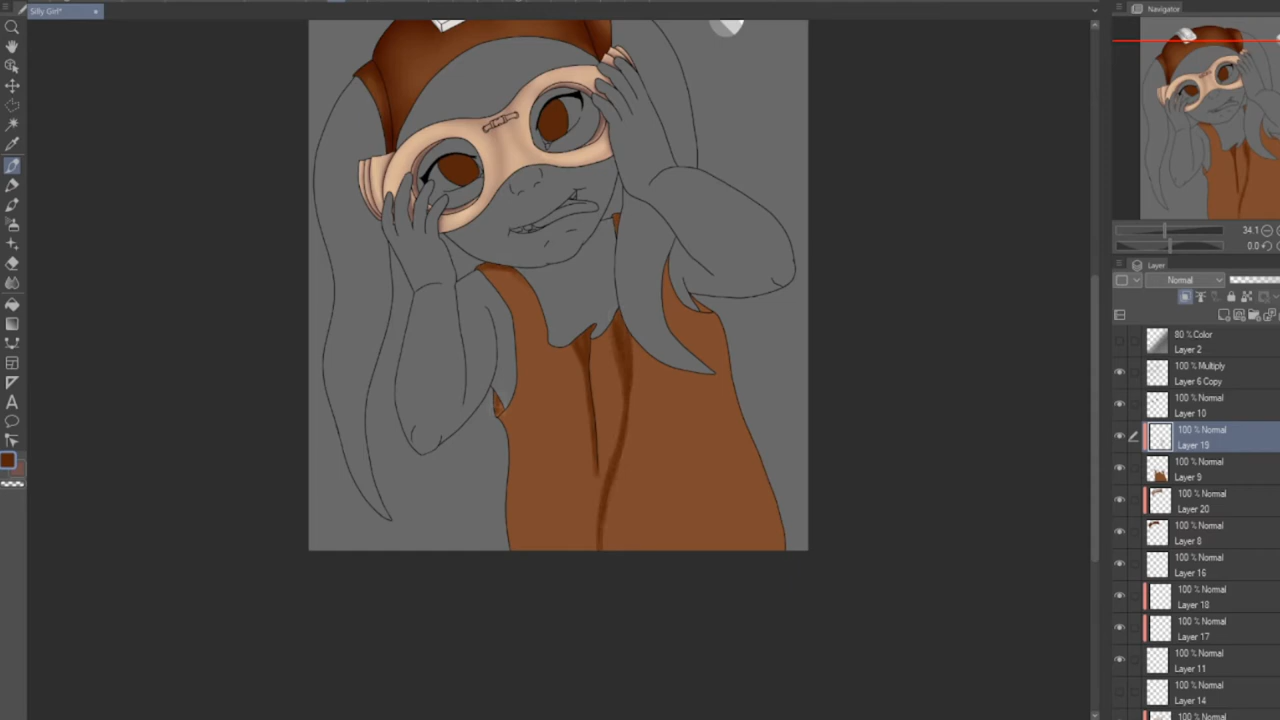 Silly Girl*
Navigator
34.1
0.0
Layer
Normal
80 % Color
Layer 2
100 % Multiply
Layer 6 Copy
100 % Normal
Layer 10
100 % Normal
Layer 19
100 % Normal
Layer 9
100 % Normal
Layer 20
100 % Normal
Layer 8
100 % Normal
Layer 16
100 % Normal
Layer 18
100 % Normal
Layer 17
100 % Normal
Layer 11
100 % Normal
Layer 14
100 % Normal